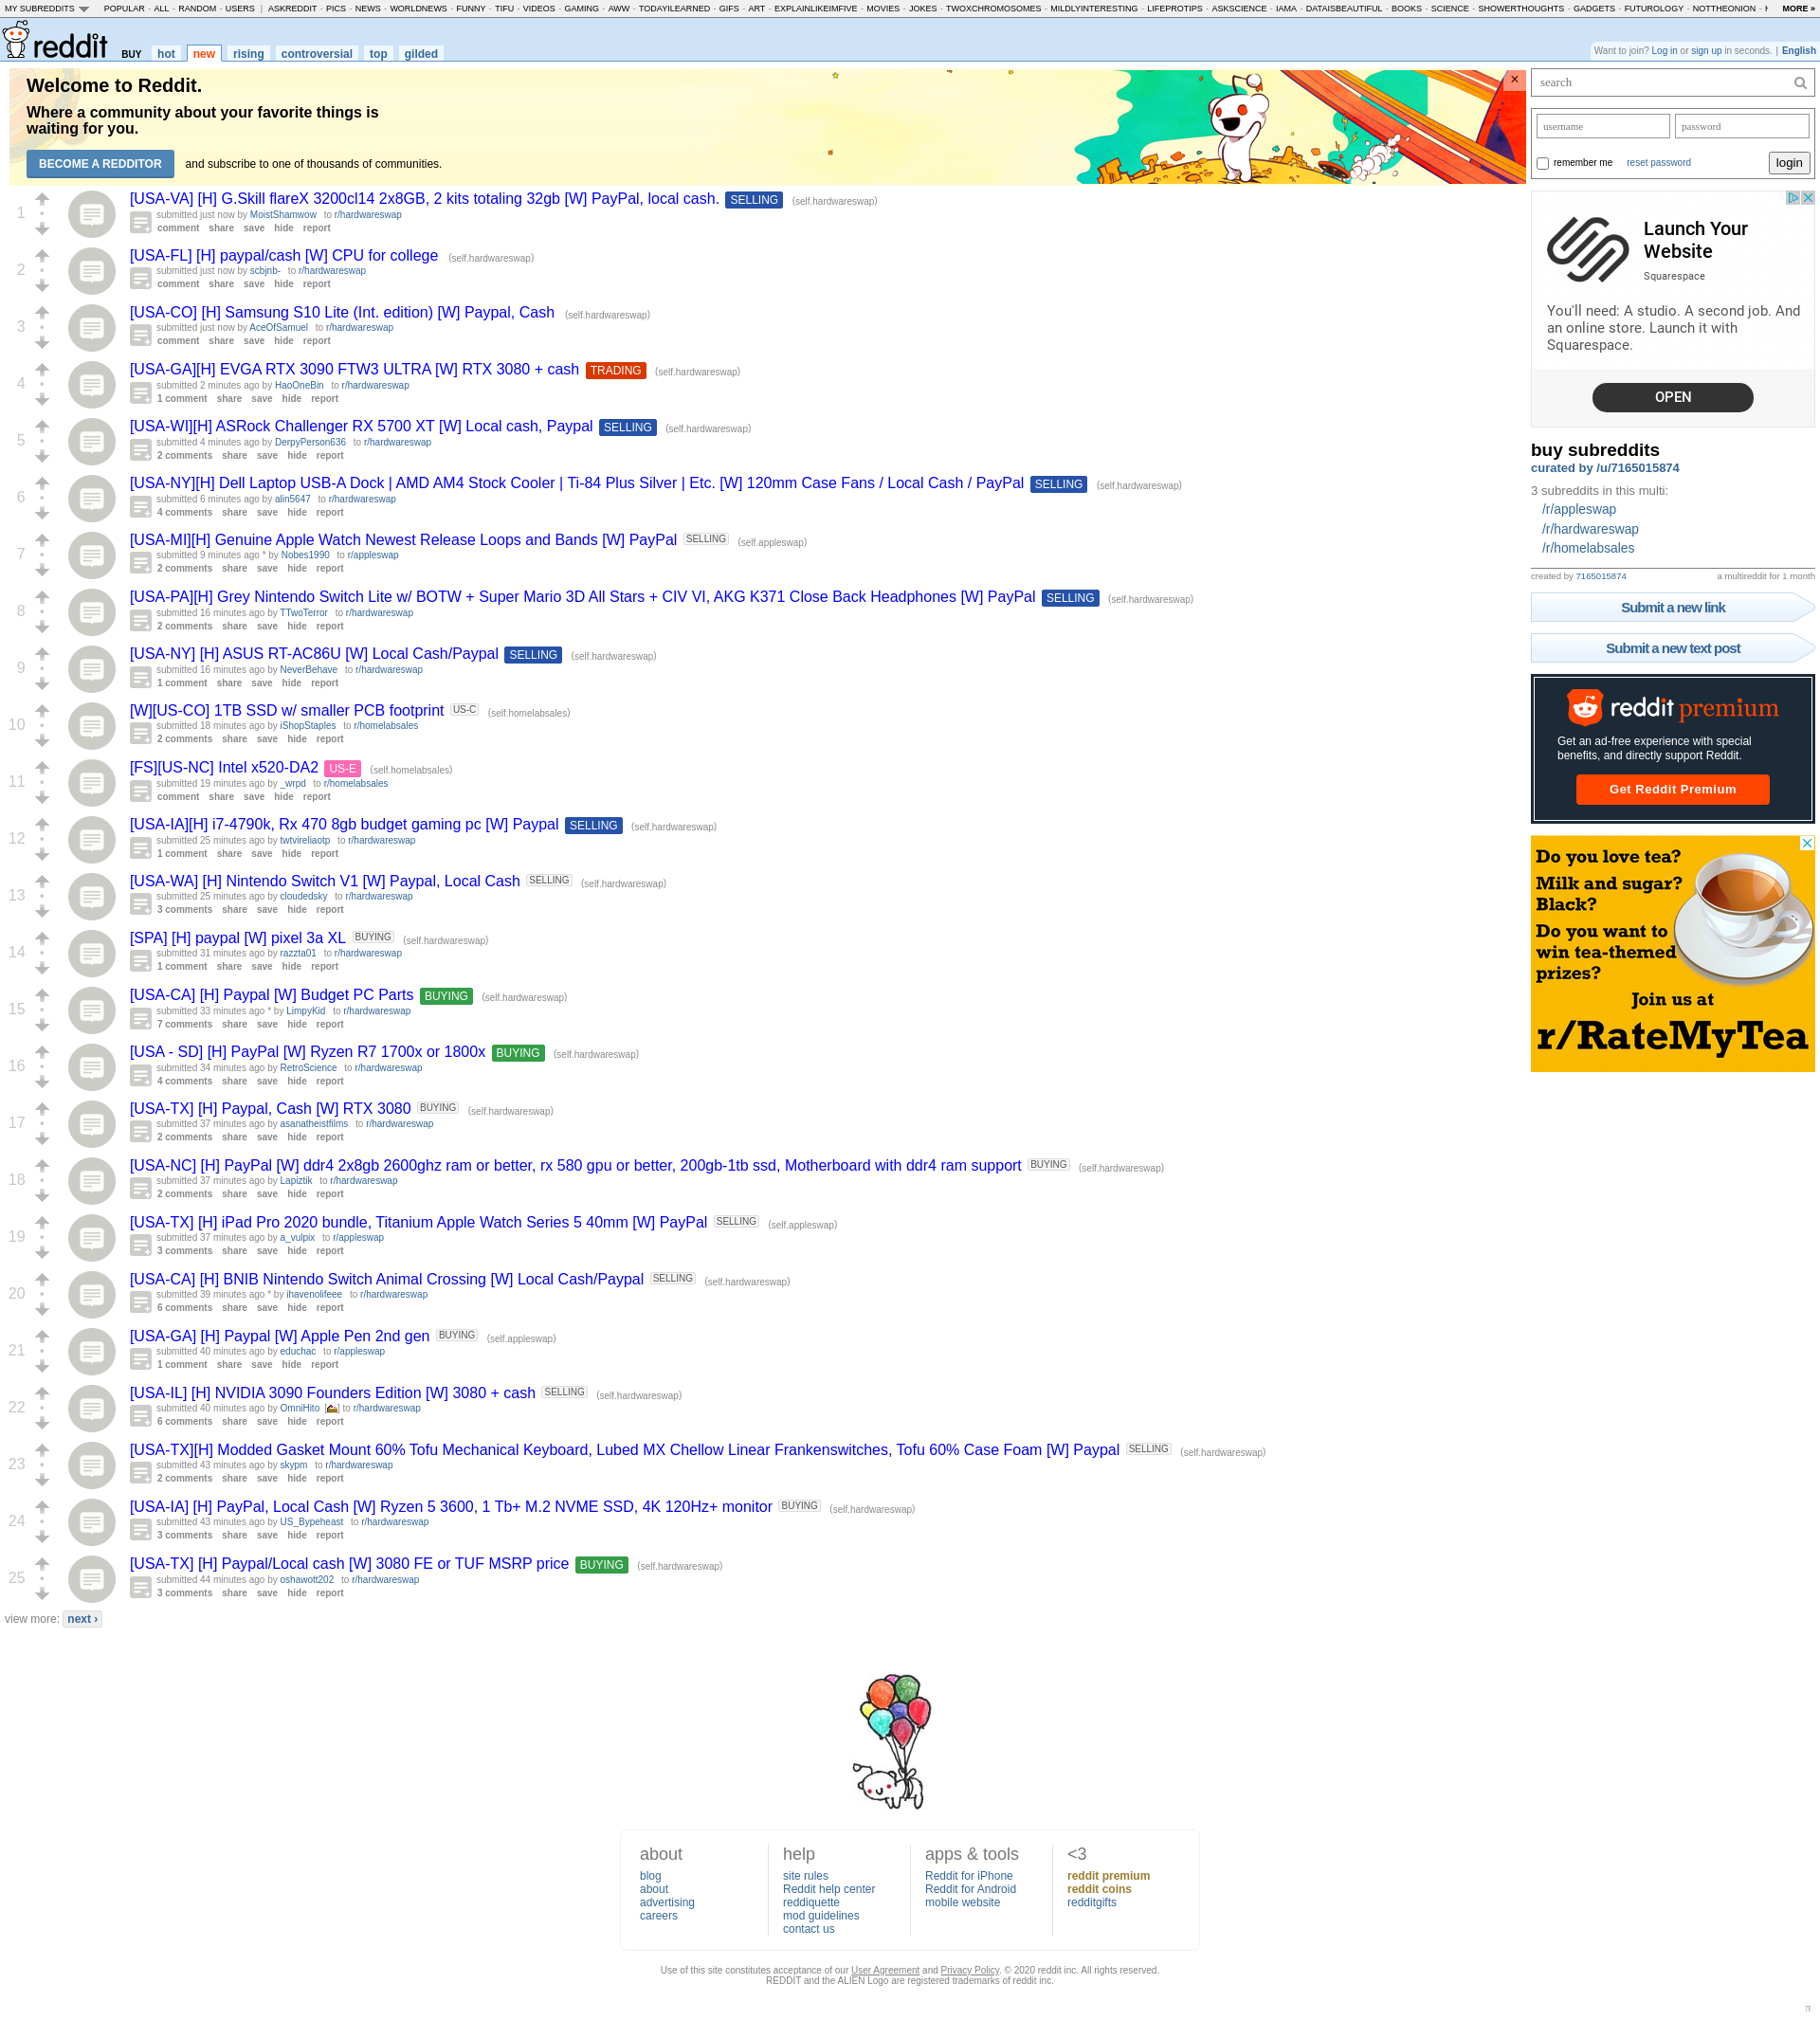 MY SUBREDDITS POPULAR - ALL - RANDOM - USERS | ASKREDDIT - PICS - NEWS - WORLDNEWS - FUNNY - TIFU - VIDEOS - GAMING - AWW - TODAYILEARNED - GIFS - ART - EXPLAINLIKEIMFIVE - MOVIES - JOKES - TWOXCHROMOSOMES - MILDLYINTERESTING - LIFEPROTIPS - ASKSCIENCE - IAMA - DATAISBEAUTIFUL - BOOKS - SCIENCE - SHOWERTHOUGHTS - GADGETS - FUTUROLOGY - NOTTHEONION - MORE »
reddit BUY hot new rising controversial top gilded
Want to join? Log in or sign up in seconds. | English
Welcome to Reddit.
Where a community about your favorite things is
waiting for you.
BECOME A REDDITOR and subscribe to one of thousands of communities.
×
1
[USA-VA] [H] G.Skill flareX 3200cl14 2x8GB, 2 kits totaling 32gb [W] PayPal, local cash. SELLING (self.hardwareswap)
submitted just now by MoistShamwow to r/hardwareswap
comment share save hide report
2
[USA-FL] [H] paypal/cash [W] CPU for college (self.hardwareswap)
submitted just now by scbjnb- to r/hardwareswap
comment share save hide report
3
[USA-CO] [H] Samsung S10 Lite (Int. edition) [W] Paypal, Cash (self.hardwareswap)
submitted just now by AceOfSamuel to r/hardwareswap
comment share save hide report
4
[USA-GA][H] EVGA RTX 3090 FTW3 ULTRA [W] RTX 3080 + cash TRADING (self.hardwareswap)
submitted 2 minutes ago by HaoOneBin to r/hardwareswap
1 comment share save hide report
5
[USA-WI][H] ASRock Challenger RX 5700 XT [W] Local cash, Paypal SELLING (self.hardwareswap)
submitted 4 minutes ago by DerpyPerson636 to r/hardwareswap
2 comments share save hide report
6
[USA-NY][H] Dell Laptop USB-A Dock | AMD AM4 Stock Cooler | Ti-84 Plus Silver | Etc. [W] 120mm Case Fans / Local Cash / PayPal SELLING (self.hardwareswap)
submitted 6 minutes ago by alin5647 to r/hardwareswap
4 comments share save hide report
7
[USA-MI][H] Genuine Apple Watch Newest Release Loops and Bands [W] PayPal SELLING (self.appleswap)
submitted 9 minutes ago * by Nobes1990 to r/appleswap
2 comments share save hide report
8
[USA-PA][H] Grey Nintendo Switch Lite w/ BOTW + Super Mario 3D All Stars + CIV VI, AKG K371 Close Back Headphones [W] PayPal SELLING (self.hardwareswap)
submitted 16 minutes ago by TTwoTerror to r/hardwareswap
2 comments share save hide report
9
[USA-NY] [H] ASUS RT-AC86U [W] Local Cash/Paypal SELLING (self.hardwareswap)
submitted 16 minutes ago by NeverBehave to r/hardwareswap
1 comment share save hide report
10
[W][US-CO] 1TB SSD w/ smaller PCB footprint US-C (self.homelabsales)
submitted 18 minutes ago by iShopStaples to r/homelabsales
2 comments share save hide report
11
[FS][US-NC] Intel x520-DA2 US-E (self.homelabsales)
submitted 19 minutes ago by _wrpd to r/homelabsales
comment share save hide report
12
[USA-IA][H] i7-4790k, Rx 470 8gb budget gaming pc [W] Paypal SELLING (self.hardwareswap)
submitted 25 minutes ago by twtvireliaotp to r/hardwareswap
1 comment share save hide report
13
[USA-WA] [H] Nintendo Switch V1 [W] Paypal, Local Cash SELLING (self.hardwareswap)
submitted 25 minutes ago by cloudedsky to r/hardwareswap
3 comments share save hide report
14
[SPA] [H] paypal [W] pixel 3a XL BUYING (self.hardwareswap)
submitted 31 minutes ago by razzta01 to r/hardwareswap
1 comment share save hide report
15
[USA-CA] [H] Paypal [W] Budget PC Parts BUYING (self.hardwareswap)
submitted 33 minutes ago * by LimpyKid to r/hardwareswap
7 comments share save hide report
16
[USA - SD] [H] PayPal [W] Ryzen R7 1700x or 1800x BUYING (self.hardwareswap)
submitted 34 minutes ago by RetroScience to r/hardwareswap
4 comments share save hide report
17
[USA-TX] [H] Paypal, Cash [W] RTX 3080 BUYING (self.hardwareswap)
submitted 37 minutes ago by asanatheistfilms to r/hardwareswap
2 comments share save hide report
18
[USA-NC] [H] PayPal [W] ddr4 2x8gb 2600ghz ram or better, rx 580 gpu or better, 200gb-1tb ssd, Motherboard with ddr4 ram support BUYING (self.hardwareswap)
submitted 37 minutes ago by Lapiztik to r/hardwareswap
2 comments share save hide report
19
[USA-TX] [H] iPad Pro 2020 bundle, Titanium Apple Watch Series 5 40mm [W] PayPal SELLING (self.appleswap)
submitted 37 minutes ago by a_vulpix to r/appleswap
3 comments share save hide report
20
[USA-CA] [H] BNIB Nintendo Switch Animal Crossing [W] Local Cash/Paypal SELLING (self.hardwareswap)
submitted 39 minutes ago * by ihavenolifeee to r/hardwareswap
6 comments share save hide report
21
[USA-GA] [H] Paypal [W] Apple Pen 2nd gen BUYING (self.appleswap)
submitted 40 minutes ago by educhac to r/appleswap
1 comment share save hide report
22
[USA-IL] [H] NVIDIA 3090 Founders Edition [W] 3080 + cash SELLING (self.hardwareswap)
submitted 40 minutes ago by OmniHito [] to r/hardwareswap
6 comments share save hide report
23
[USA-TX][H] Modded Gasket Mount 60% Tofu Mechanical Keyboard, Lubed MX Chellow Linear Frankenswitches, Tofu 60% Case Foam [W] Paypal SELLING (self.hardwareswap)
submitted 43 minutes ago by skypm to r/hardwareswap
2 comments share save hide report
24
[USA-IA] [H] PayPal, Local Cash [W] Ryzen 5 3600, 1 Tb+ M.2 NVME SSD, 4K 120Hz+ monitor BUYING (self.hardwareswap)
submitted 43 minutes ago by US_Bypeheast to r/hardwareswap
3 comments share save hide report
25
[USA-TX] [H] Paypal/Local cash [W] 3080 FE or TUF MSRP price BUYING (self.hardwareswap)
submitted 44 minutes ago by oshawott202 to r/hardwareswap
3 comments share save hide report
view more: next ›
search
username password
remember me reset password login
Launch Your
Website
Squarespace
You'll need: A studio. A second job. And
an online store. Launch it with
Squarespace.
OPEN
buy subreddits
curated by /u/7165015874
3 subreddits in this multi:
/r/appleswap
/r/hardwareswap
/r/homelabsales
created by 7165015874 a multireddit for 1 month
Submit a new link
Submit a new text post
reddit premium
Get an ad-free experience with special
benefits, and directly support Reddit.
Get Reddit Premium
Do you love tea?
Milk and sugar?
Black?
Do you want to
win tea-themed
prizes?
Join us at
r/RateMyTea
about
blog
about
advertising
careers
help
site rules
Reddit help center
reddiquette
mod guidelines
contact us
apps & tools
Reddit for iPhone
Reddit for Android
mobile website
<3
reddit premium
reddit coins
redditgifts
Use of this site constitutes acceptance of our User Agreement and Privacy Policy. © 2020 reddit inc. All rights reserved.
REDDIT and the ALIEN Logo are registered trademarks of reddit inc.
π